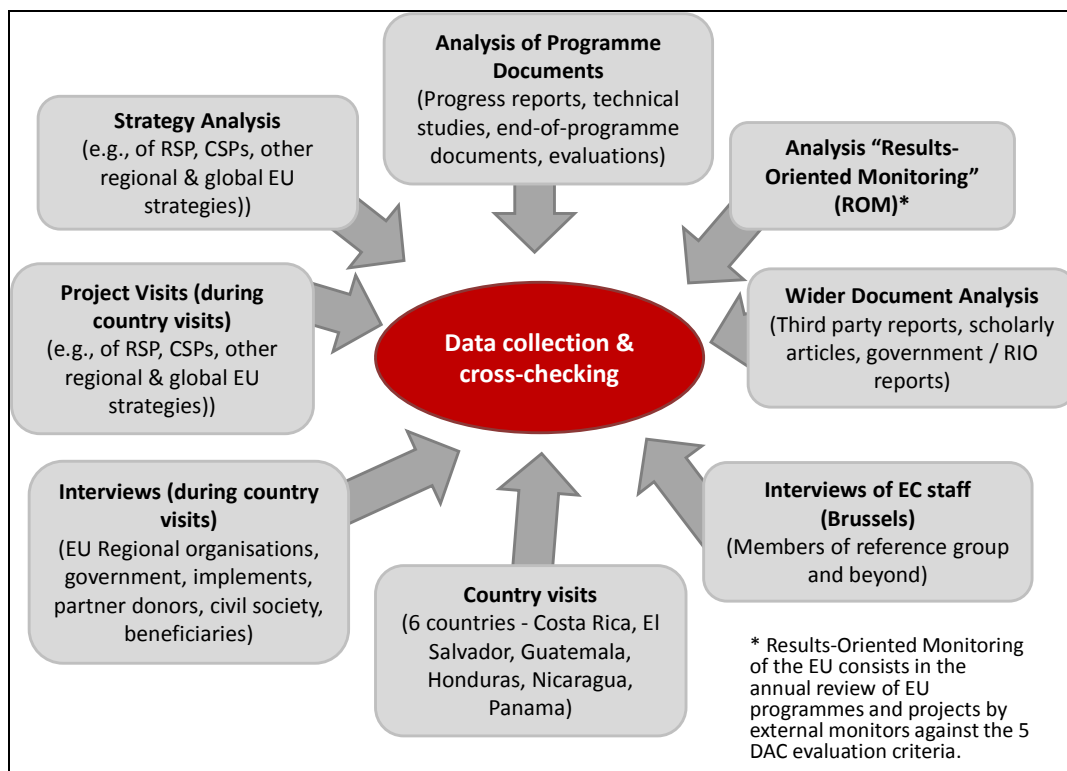 Analysis of Programme
Documents
(Progress reports, technical
studies, end-of-programme
documents, evaluations)
Strategy Analysis
(e.g., of RSP, CSPs, other
regional & global EU
strategies))
Analysis “Results-
Oriented Monitoring”
(ROM)*
Project Visits (during
country visits)
(e.g., of RSP, CSPs, other
regional & global EU
strategies))
Data collection &
cross-checking
Wider Document Analysis
(Third party reports, scholarly
articles, government / RIO
reports)
Interviews (during country
visits)
(EU Regional organisations,
government, implements,
partner donors, civil society,
beneficiaries)
Country visits
(6 countries - Costa Rica, El
Salvador, Guatemala,
Honduras, Nicaragua,
Panama)
Interviews of EC staff
(Brussels)
(Members of reference group
and beyond)
* Results-Oriented Monitoring
of the EU consists in the
annual review of EU
programmes and projects by
external monitors against the 5
DAC evaluation criteria.